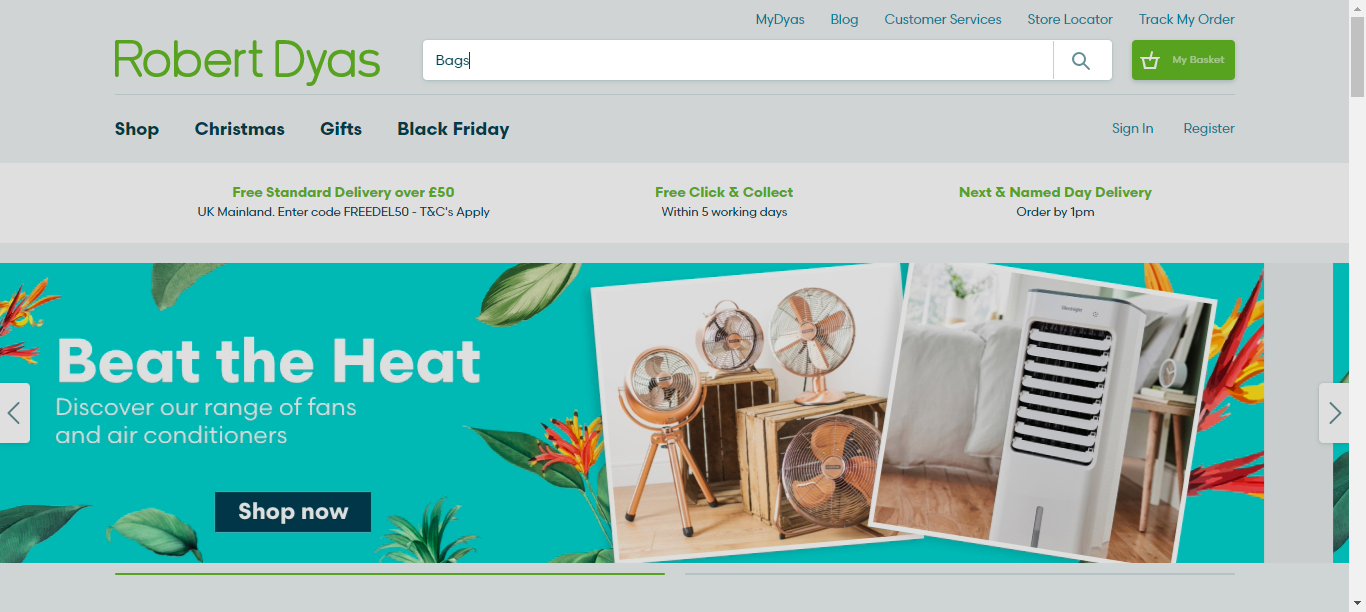 MyDyas Blog Customer Services Store Locator Track My Order
Robert Dyas
Bags
My Basket
Shop Christmas Gifts Black Friday
Sign In Register
Free Standard Delivery over £50
UK Mainland. Enter code FREEDEL50 - T&C's Apply
Free Click & Collect
Within 5 working days
Next & Named Day Delivery
Order by 1pm
Beat the Heat
Discover our range of fans
and air conditioners
Shop now